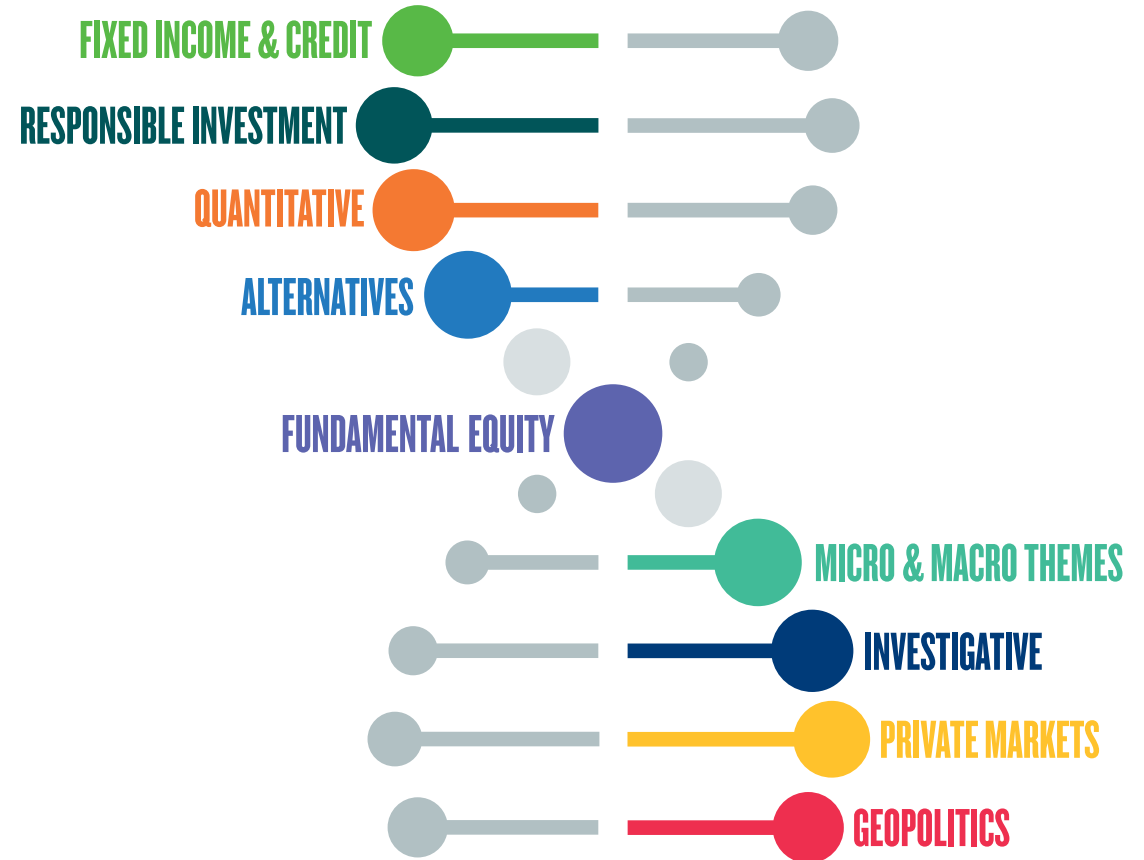 FIXED INCOME & CREDIT
RESPONSIBLE INVESTMENT
QUANTITATIVE
ALTERNATIVES
FUNDAMENTAL EQUITY
MICRO & MACRO THEMES
INVESTIGATIVE
PRIVATE MARKETS
GEOPOLITICS